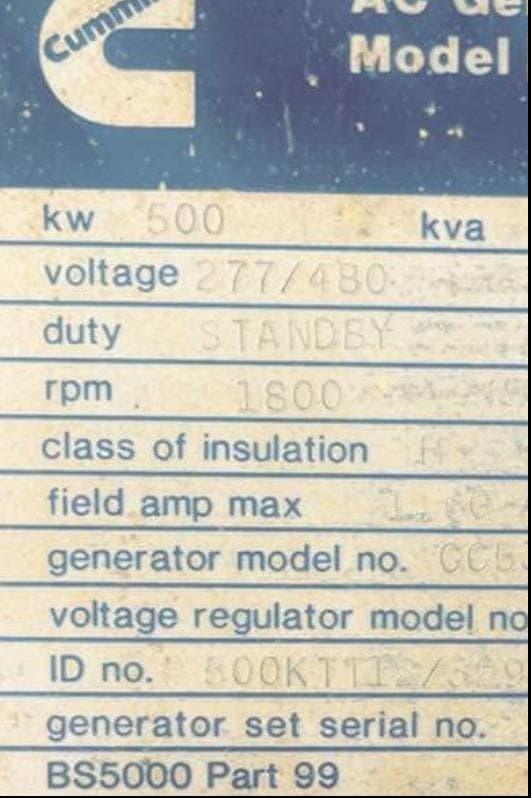 Cummin
AC Ge
Model
kw 500 kva
voltage 277/480
duty STANDBY
rpm 1800
class of insulation H
field amp max
generator model no.
voltage regulator model no
ID no.
generator set serial no.
BS5000 Part 99